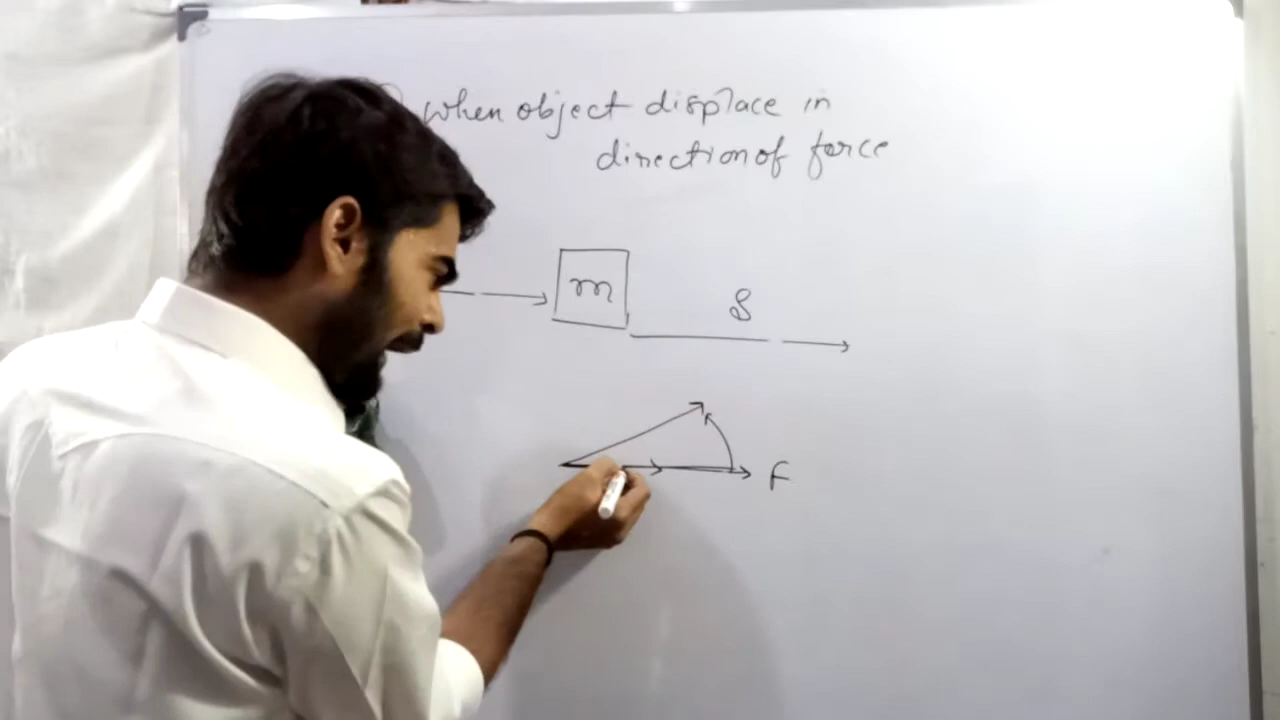 when object displace in
direction of force
m
S
F